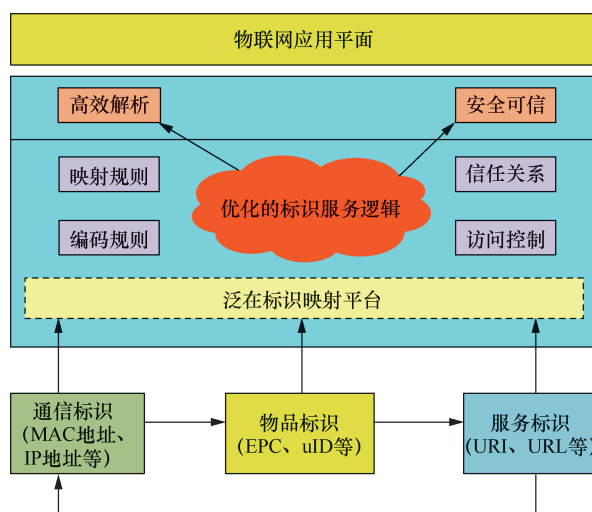 物联网应用平面
高效解析
安全可信
映射规则
信任关系
优化的标识服务逻辑
编码规则
访问控制
泛在标识映射平台
通信标识
(MAC地址、
IP地址等)
物品标识
(EPC、uID等)
服务标识
(URI、URL等)